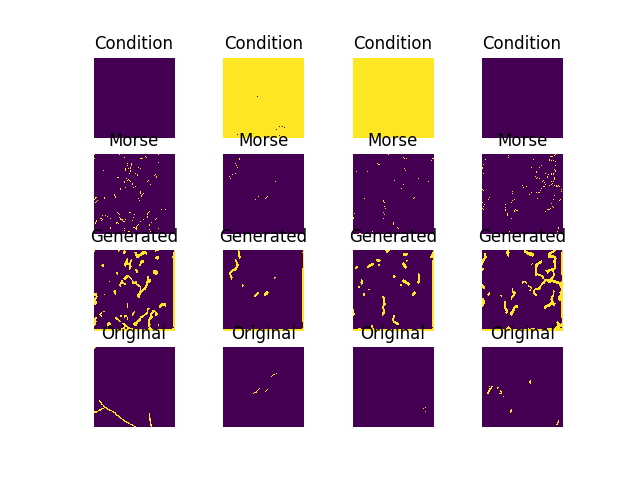 Condition Condition Condition Condition
Morse Morse Morse Morse
Generated Generated Generated Generated
Original Original Original Original